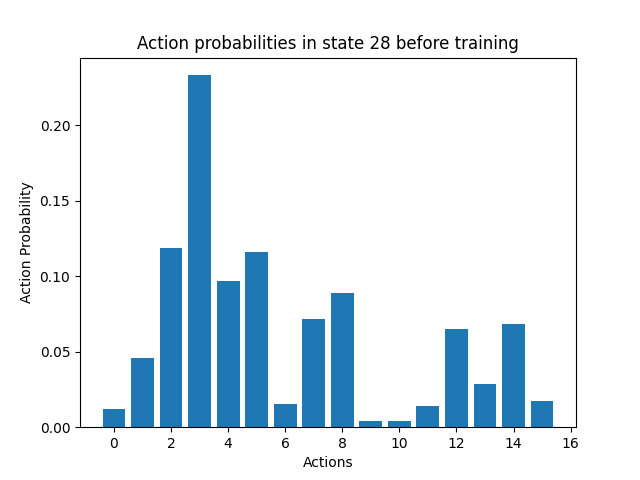 Action probabilities in state 28 before training
0.20
0.15
0.10
0.05
0.00
Action Probability
0 2 4 6 8 10 12 14 16
Actions